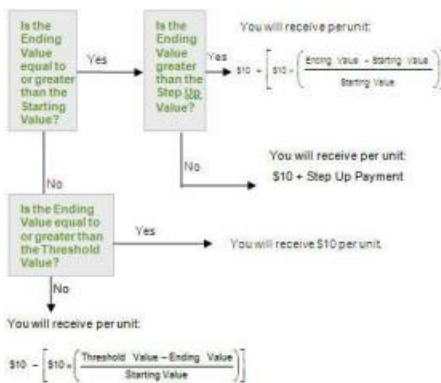 Is the
Ending
Value
equal to
or greater
than the
Starting
Value?
Yes
Is the
Ending
Value
greater
than the
Step Up
Value?
Yes
You will receive per unit:
$10 + [ $10 × ( Ending Value – Starting Value
Starting Value ) ]
No
You will receive per unit:
$10 + Step Up Payment
No
Is the Ending
Value equal to
or greater than
the Threshold
Value?
Yes
You will receive $10 per unit
No
You will receive per unit:
$10 – [ $10 × ( Threshold Value – Ending Value
Starting Value ) ]